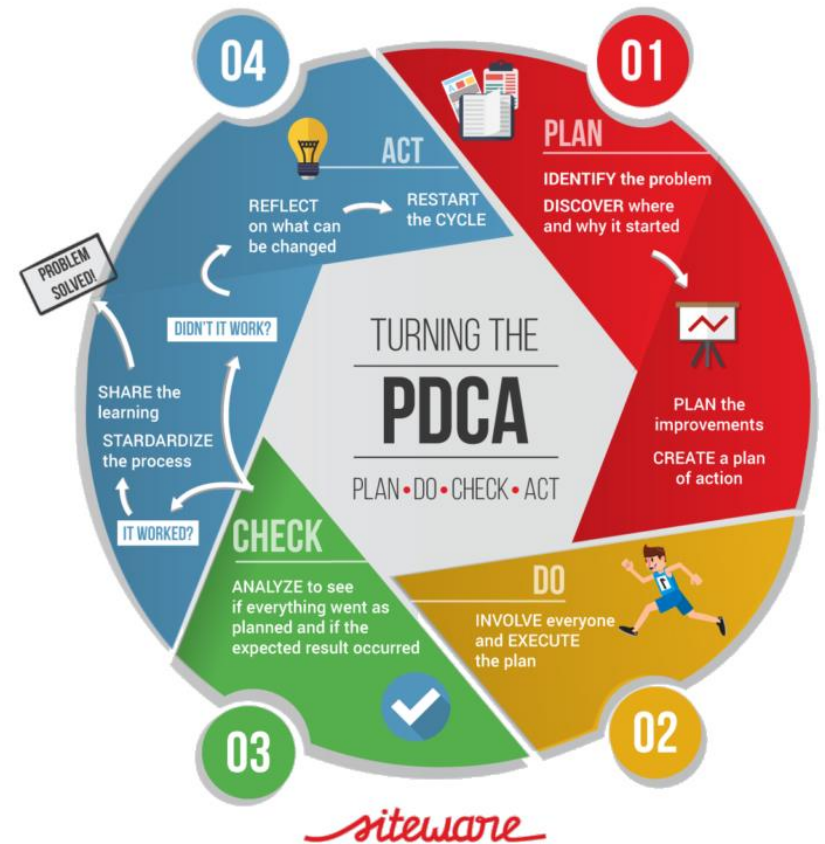 01
PLAN
IDENTIFY the problem
DISCOVER where
and why it started
PLAN the
improvements
CREATE a plan
of action
02
DO
INVOLVE everyone
and EXECUTE
the plan
1
03
CHECK
ANALYZE to see
if everything went as
planned and if the
expected result occurred
04
ACT
REFLECT
on what can
be changed
RESTART
the CYCLE
DIDN'T IT WORK?
IT WORKED?
STARDARDIZE
the process
SHARE the
learning
PROBLEM
SOLVED!
TURNING THE
PDCA
PLAN•DO•CHECK•ACT
siteware